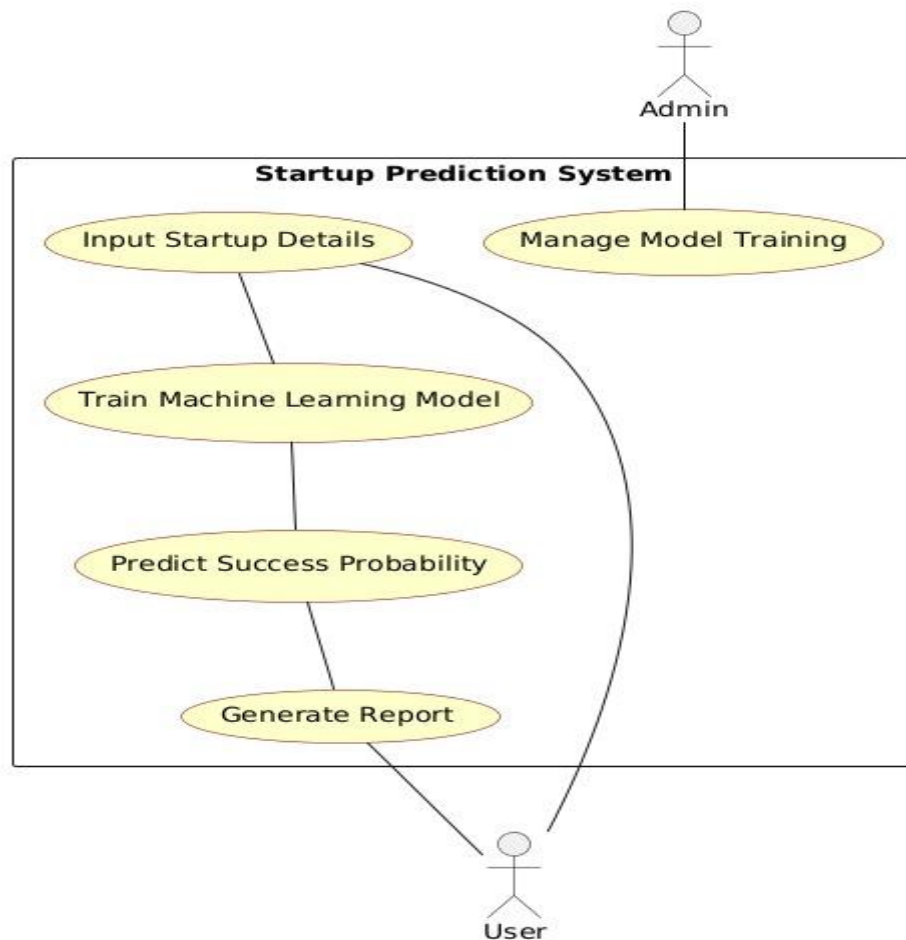 Admin
Startup Prediction System
Input Startup Details
Manage Model Training
Train Machine Learning Model
Predict Success Probability
Generate Report
User